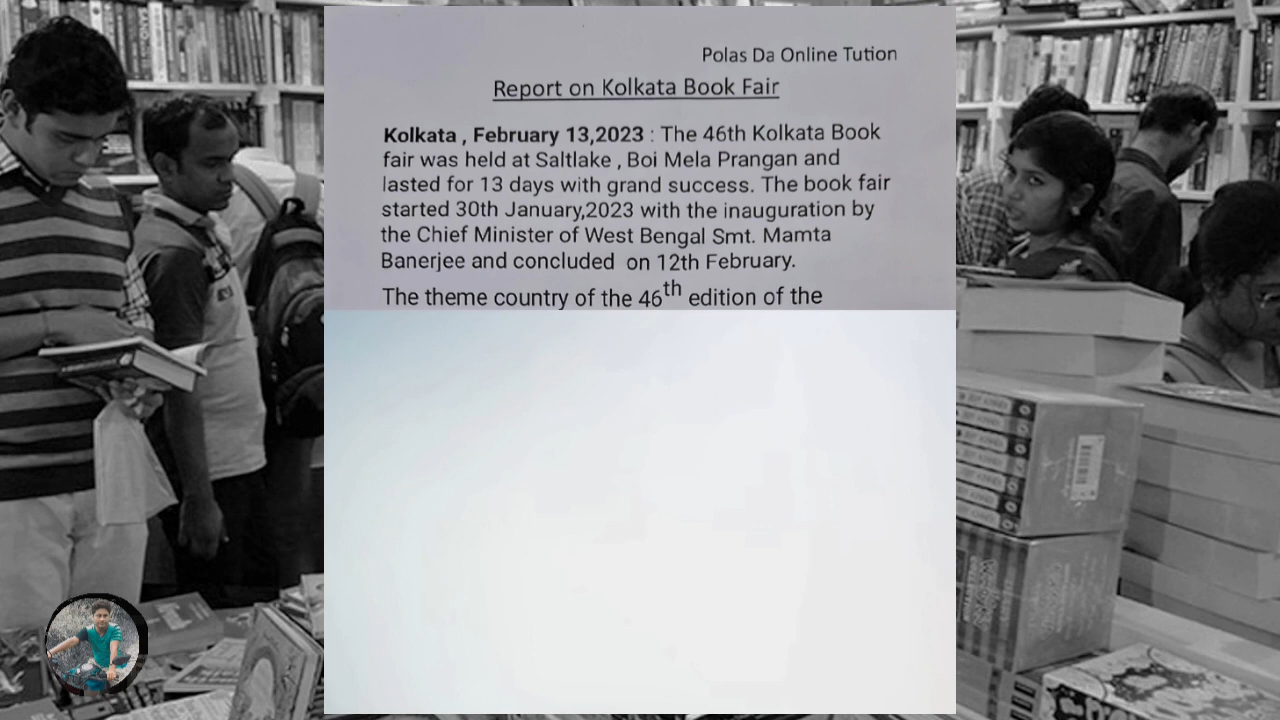 Polas Da Online Tution
Report on Kolkata Book Fair
Kolkata , February 13,2023 : The 46th Kolkata Book
fair was held at Saltlake , Boi Mela Prangan and
lasted for 13 days with grand success. The book fair
started 30th January,2023 with the inauguration by
the Chief Minister of West Bengal Smt. Mamta
Banerjee and concluded on 12th February.
The theme country of the 46th edition of the